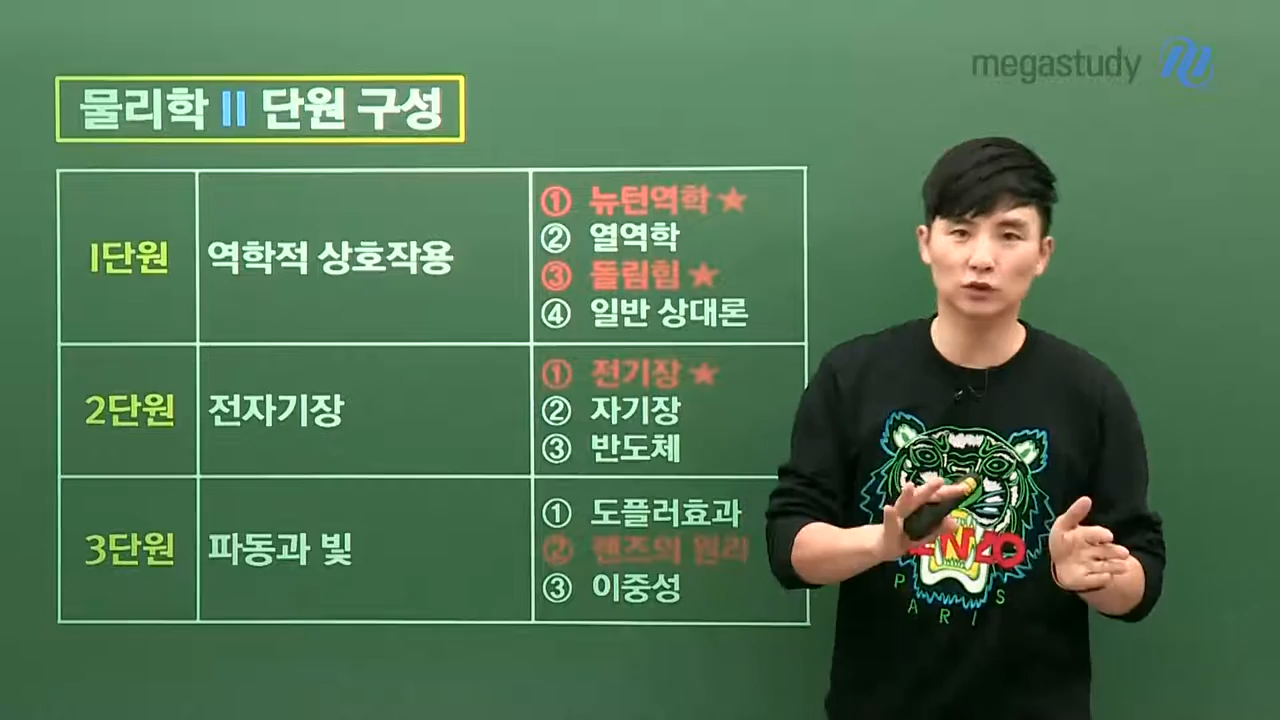 megastudy
물리학 II 단원 구성
1단원
역학적 상호작용
① 뉴턴역학 ★
② 열역학
③ 돌림힘 ★
④ 일반 상대론
2단원
전자기장
① 전기장 ★
② 자기장
③ 반도체
3단원
파동과 빛
① 도플러효과
② 렌즈의 원리
③ 이중성
KENZO
PARIS